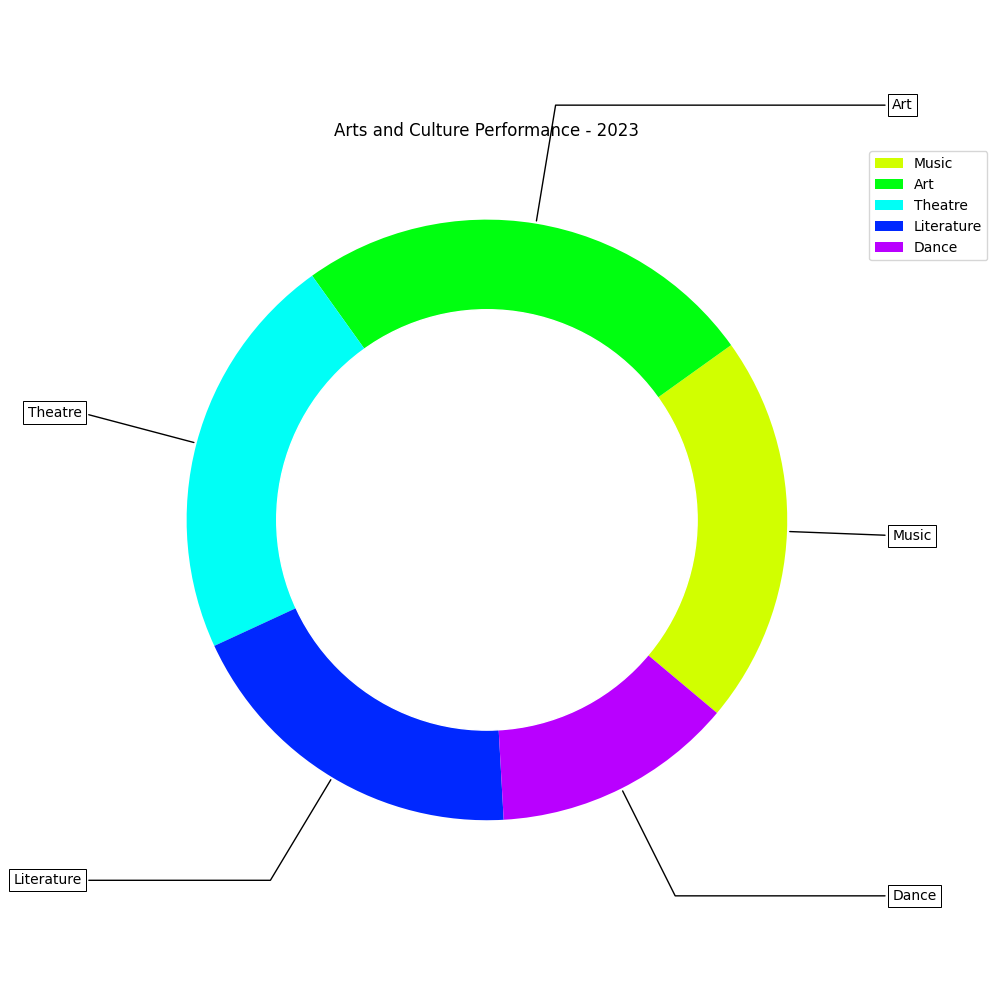 Art
Arts and Culture Performance - 2023
Music
Art
Theatre
Literature
Dance
Theatre
Music
Literature
Dance